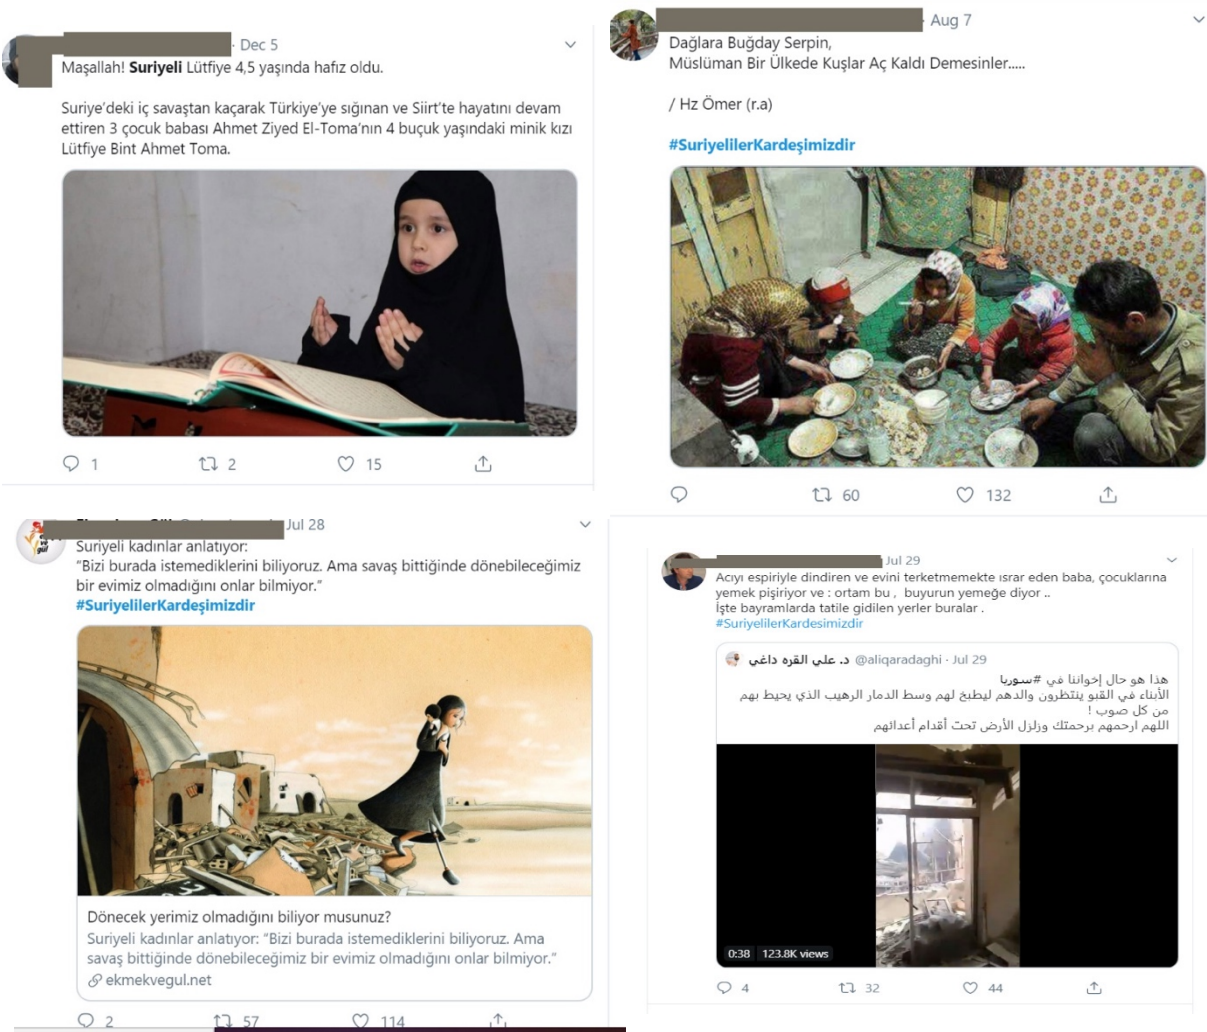 Dec 5
Maşallah! Suriyeli Lütfiye 4,5 yaşında hafız oldu.
Suriye'deki iç savaştan kaçarak Türkiye'ye sığınan ve Siirt'te hayatını devam
ettiren 3 çocuk babası Ahmet Ziyed El-Toma'nın 4 buçuk yaşındaki minik kızı
Lütfiye Bint Ahmet Toma.
1 2 15
Aug 7
Dağlara Buğday Serpin,
Müslüman Bir Ülkede Kuşlar Aç Kaldı Demesinler.....
/ Hz Ömer (r.a)
#SuriyelilerKardeşimizdir
60 132
Jul 28
ve
gül
Suriyeli kadınlar anlatıyor:
“Bizi burada istemediklerini biliyoruz. Ama savaş bittiğinde dönebileceğimiz
bir evimiz olmadığını onlar bilmiyor.”
#SuriyelilerKardeşimizdir
Dönecek yerimiz olmadığını biliyor musunuz?
Suriyeli kadınlar anlatıyor: “Bizi burada istemediklerini biliyoruz. Ama
savaş bittiğinde dönebileceğimiz bir evimiz olmadığını onlar bilmiyor.”
ekmekvegul.net
2 57 114
Jul 29
Acıyı espiriyle dindiren ve evini terketmemekte ısrar eden baba, çocuklarına
yemek pişiriyor ve : ortam bu , buyurun yemeğe diyor ..
İşte bayramlarda tatile gidilen yerler buralar .
#SuriyelilerKardesimizdir
د. علي القره داغي @aliqaradaghi · Jul 29
هذا هو حال إخواننا في #سوريا
الأبناء في القبو ينتظرون والدهم ليطبخ لهم وسط الدمار الرهيب الذي يحيط بهم
من كل صوب !
اللهم ارحمهم برحمتك وزلزل الأرض تحت أقدام أعدائهم
0:38 123.8K views
4 32 44